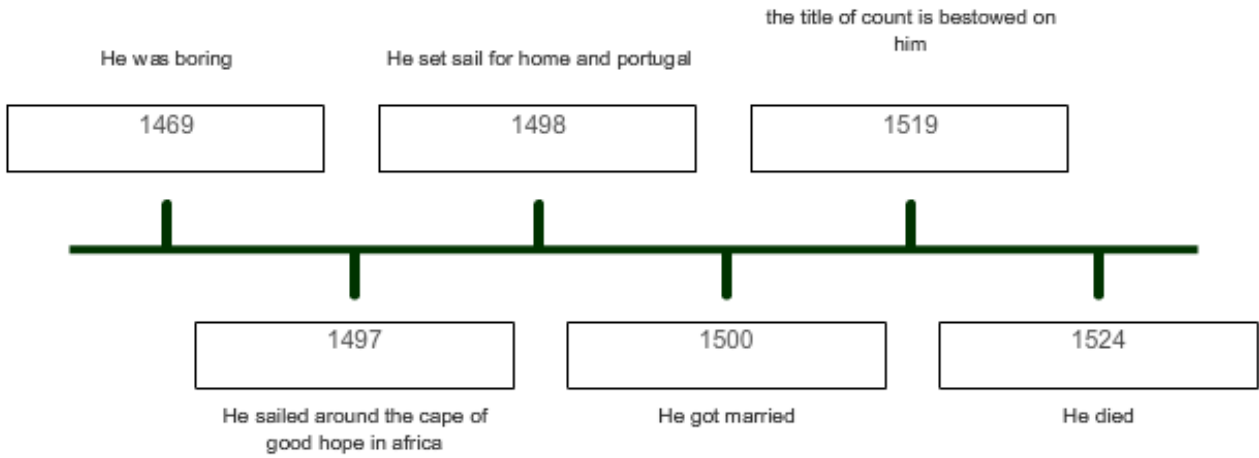 the title of count is bestowed on
him
He was boring
He set sail for home and portugal
1469
1498
1519
1497
1500
1524
He sailed around the cape of
good hope in africa
He got married
He died